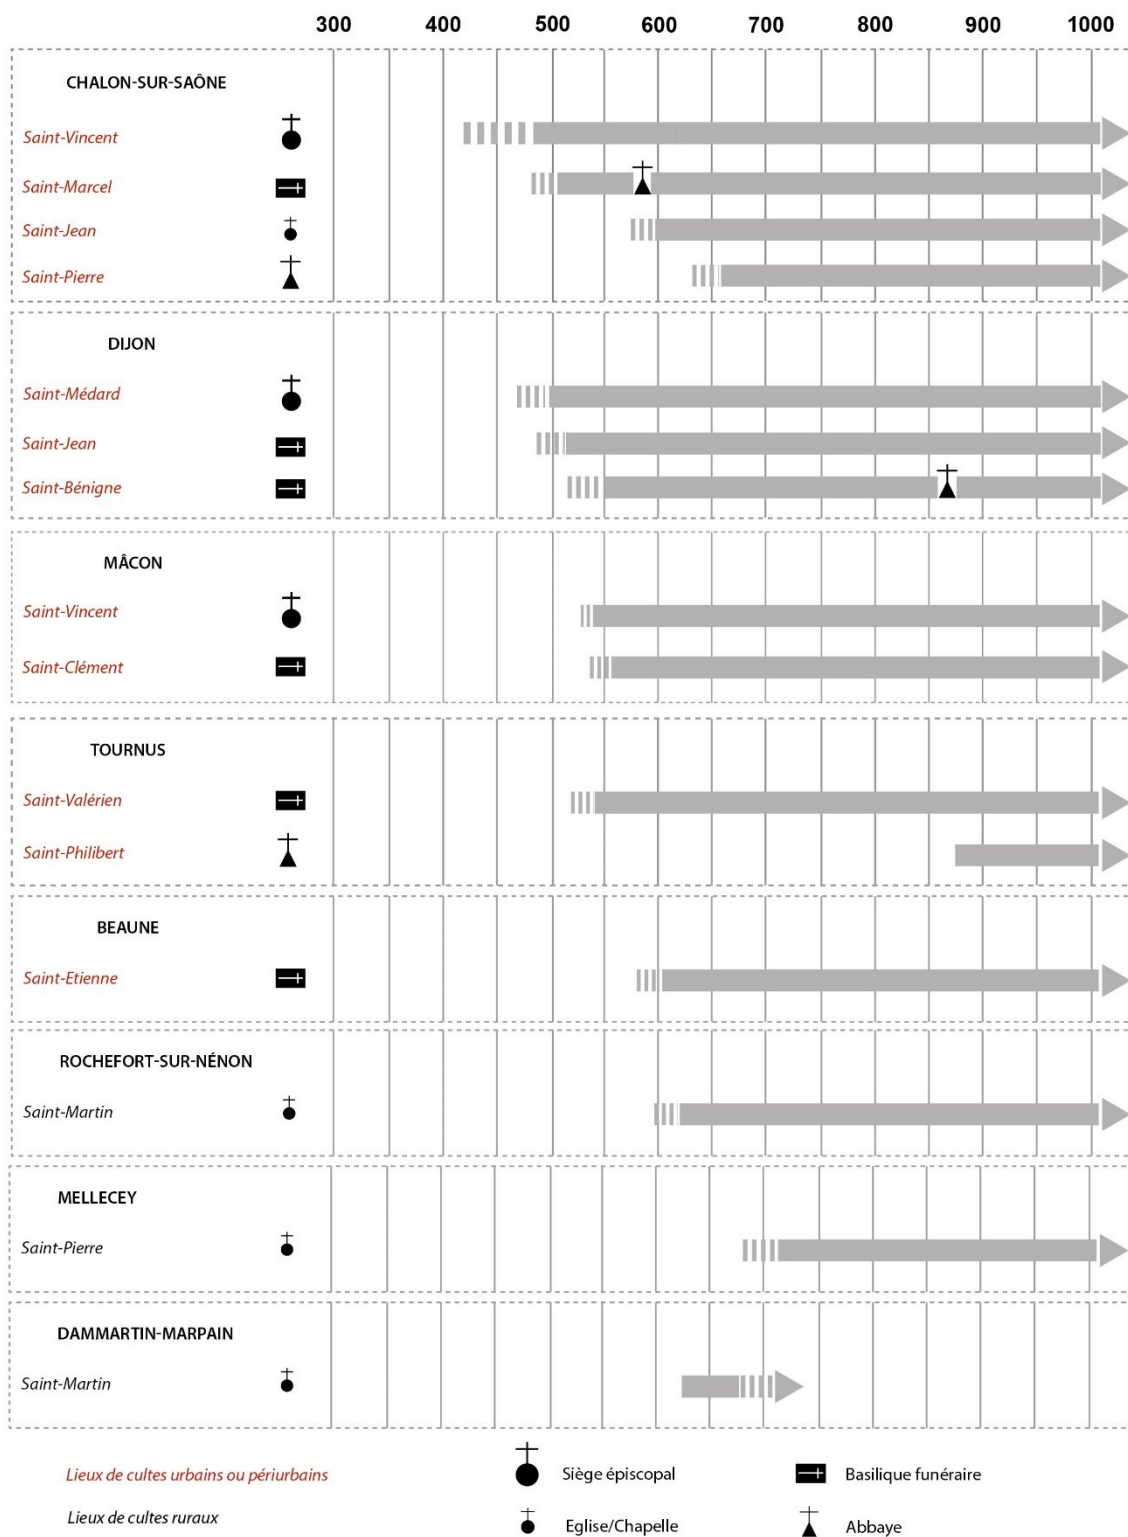 300 400 500 600 700 800 900 1000
CHALON-SUR-SAÔNE
Saint-Vincent
Saint-Marcel
Saint-Jean
Saint-Pierre
DIJON
Saint-Médard
Saint-Jean
Saint-Bénigne
MÂCON
Saint-Vincent
Saint-Clément
TOURNUS
Saint-Valérien
Saint-Philibert
BEAUNE
Saint-Etienne
ROCHEFORT-SUR-NÉNON
Saint-Martin
MELLECEY
Saint-Pierre
DAMMARTIN-MARPAIN
Saint-Martin
Lieux de cultes urbains ou périurbains
Siège épiscopal
Basilique funéraire
Lieux de cultes ruraux
Eglise/Chapelle
Abbaye